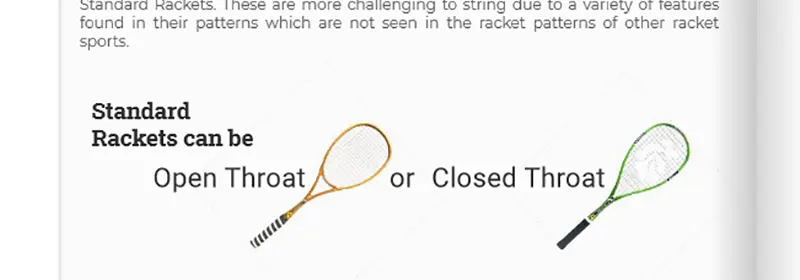 Standard Rackets. These are more challenging to string due to a variety of features
found in their patterns which are not seen in the racket patterns of other racket
sports.
Standard
Rackets can be
Open Throat or Closed Throat